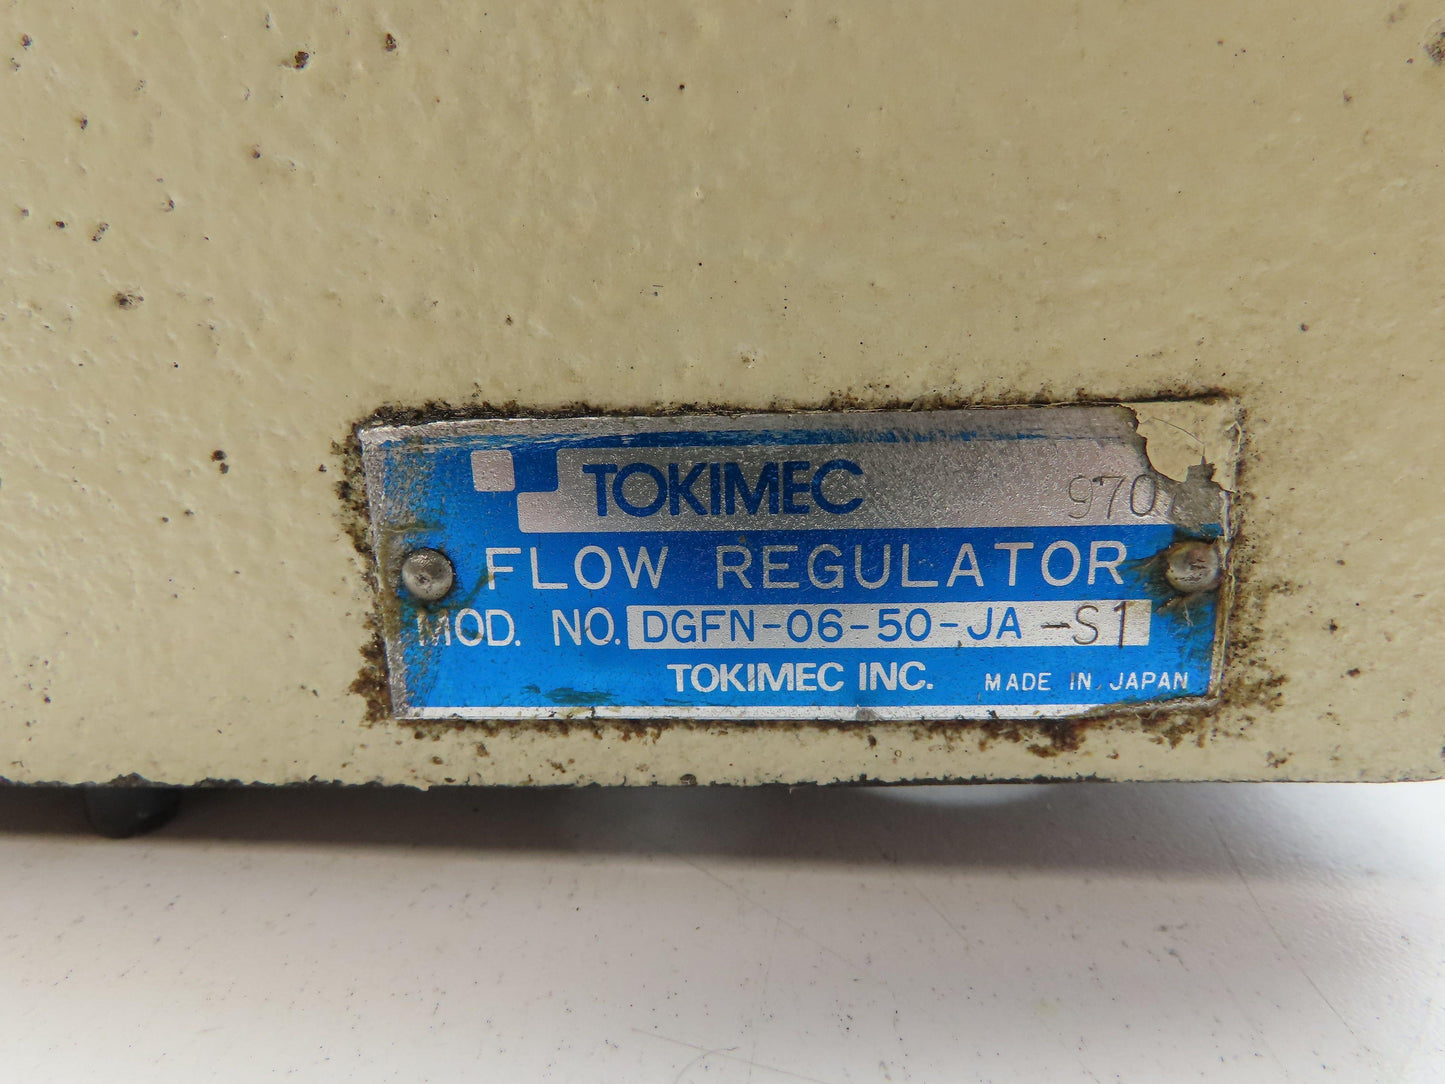 TOKIMEC 970
FLOW REGULATOR
MOD. NO. DGFN-06-50-JA-S1
TOKIMEC INC. MADE IN JAPAN